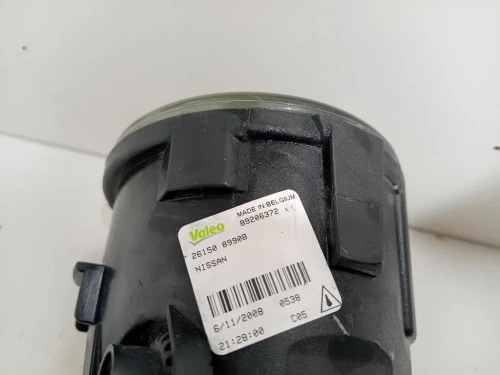 Valeo
MADE IN BELGIUM
89206372
26150 8990B
NISSAN
6/11/2008 0538
21:28:00 C05